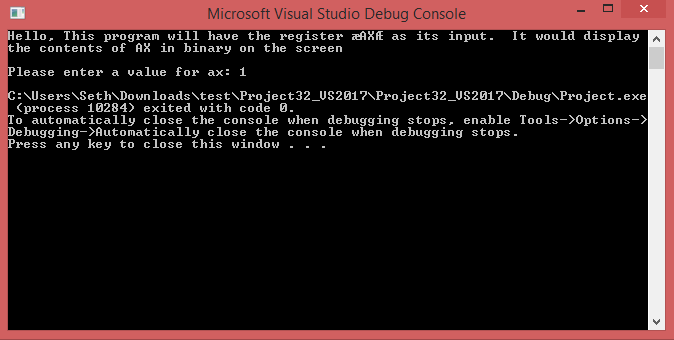 Microsoft Visual Studio Debug Console
Hello, This program will have the register æAXÆ as its input.  It would display
the contents of AX in binary on the screen
Please enter a value for ax: 1
C:\Users\Seth\Downloads\test\Project32_VS2017\Project32_VS2017\Debug\Project.exe
 (process 10284) exited with code 0.
To automatically close the console when debugging stops, enable Tools->Options->
Debugging->Automatically close the console when debugging stops.
Press any key to close this window . . .